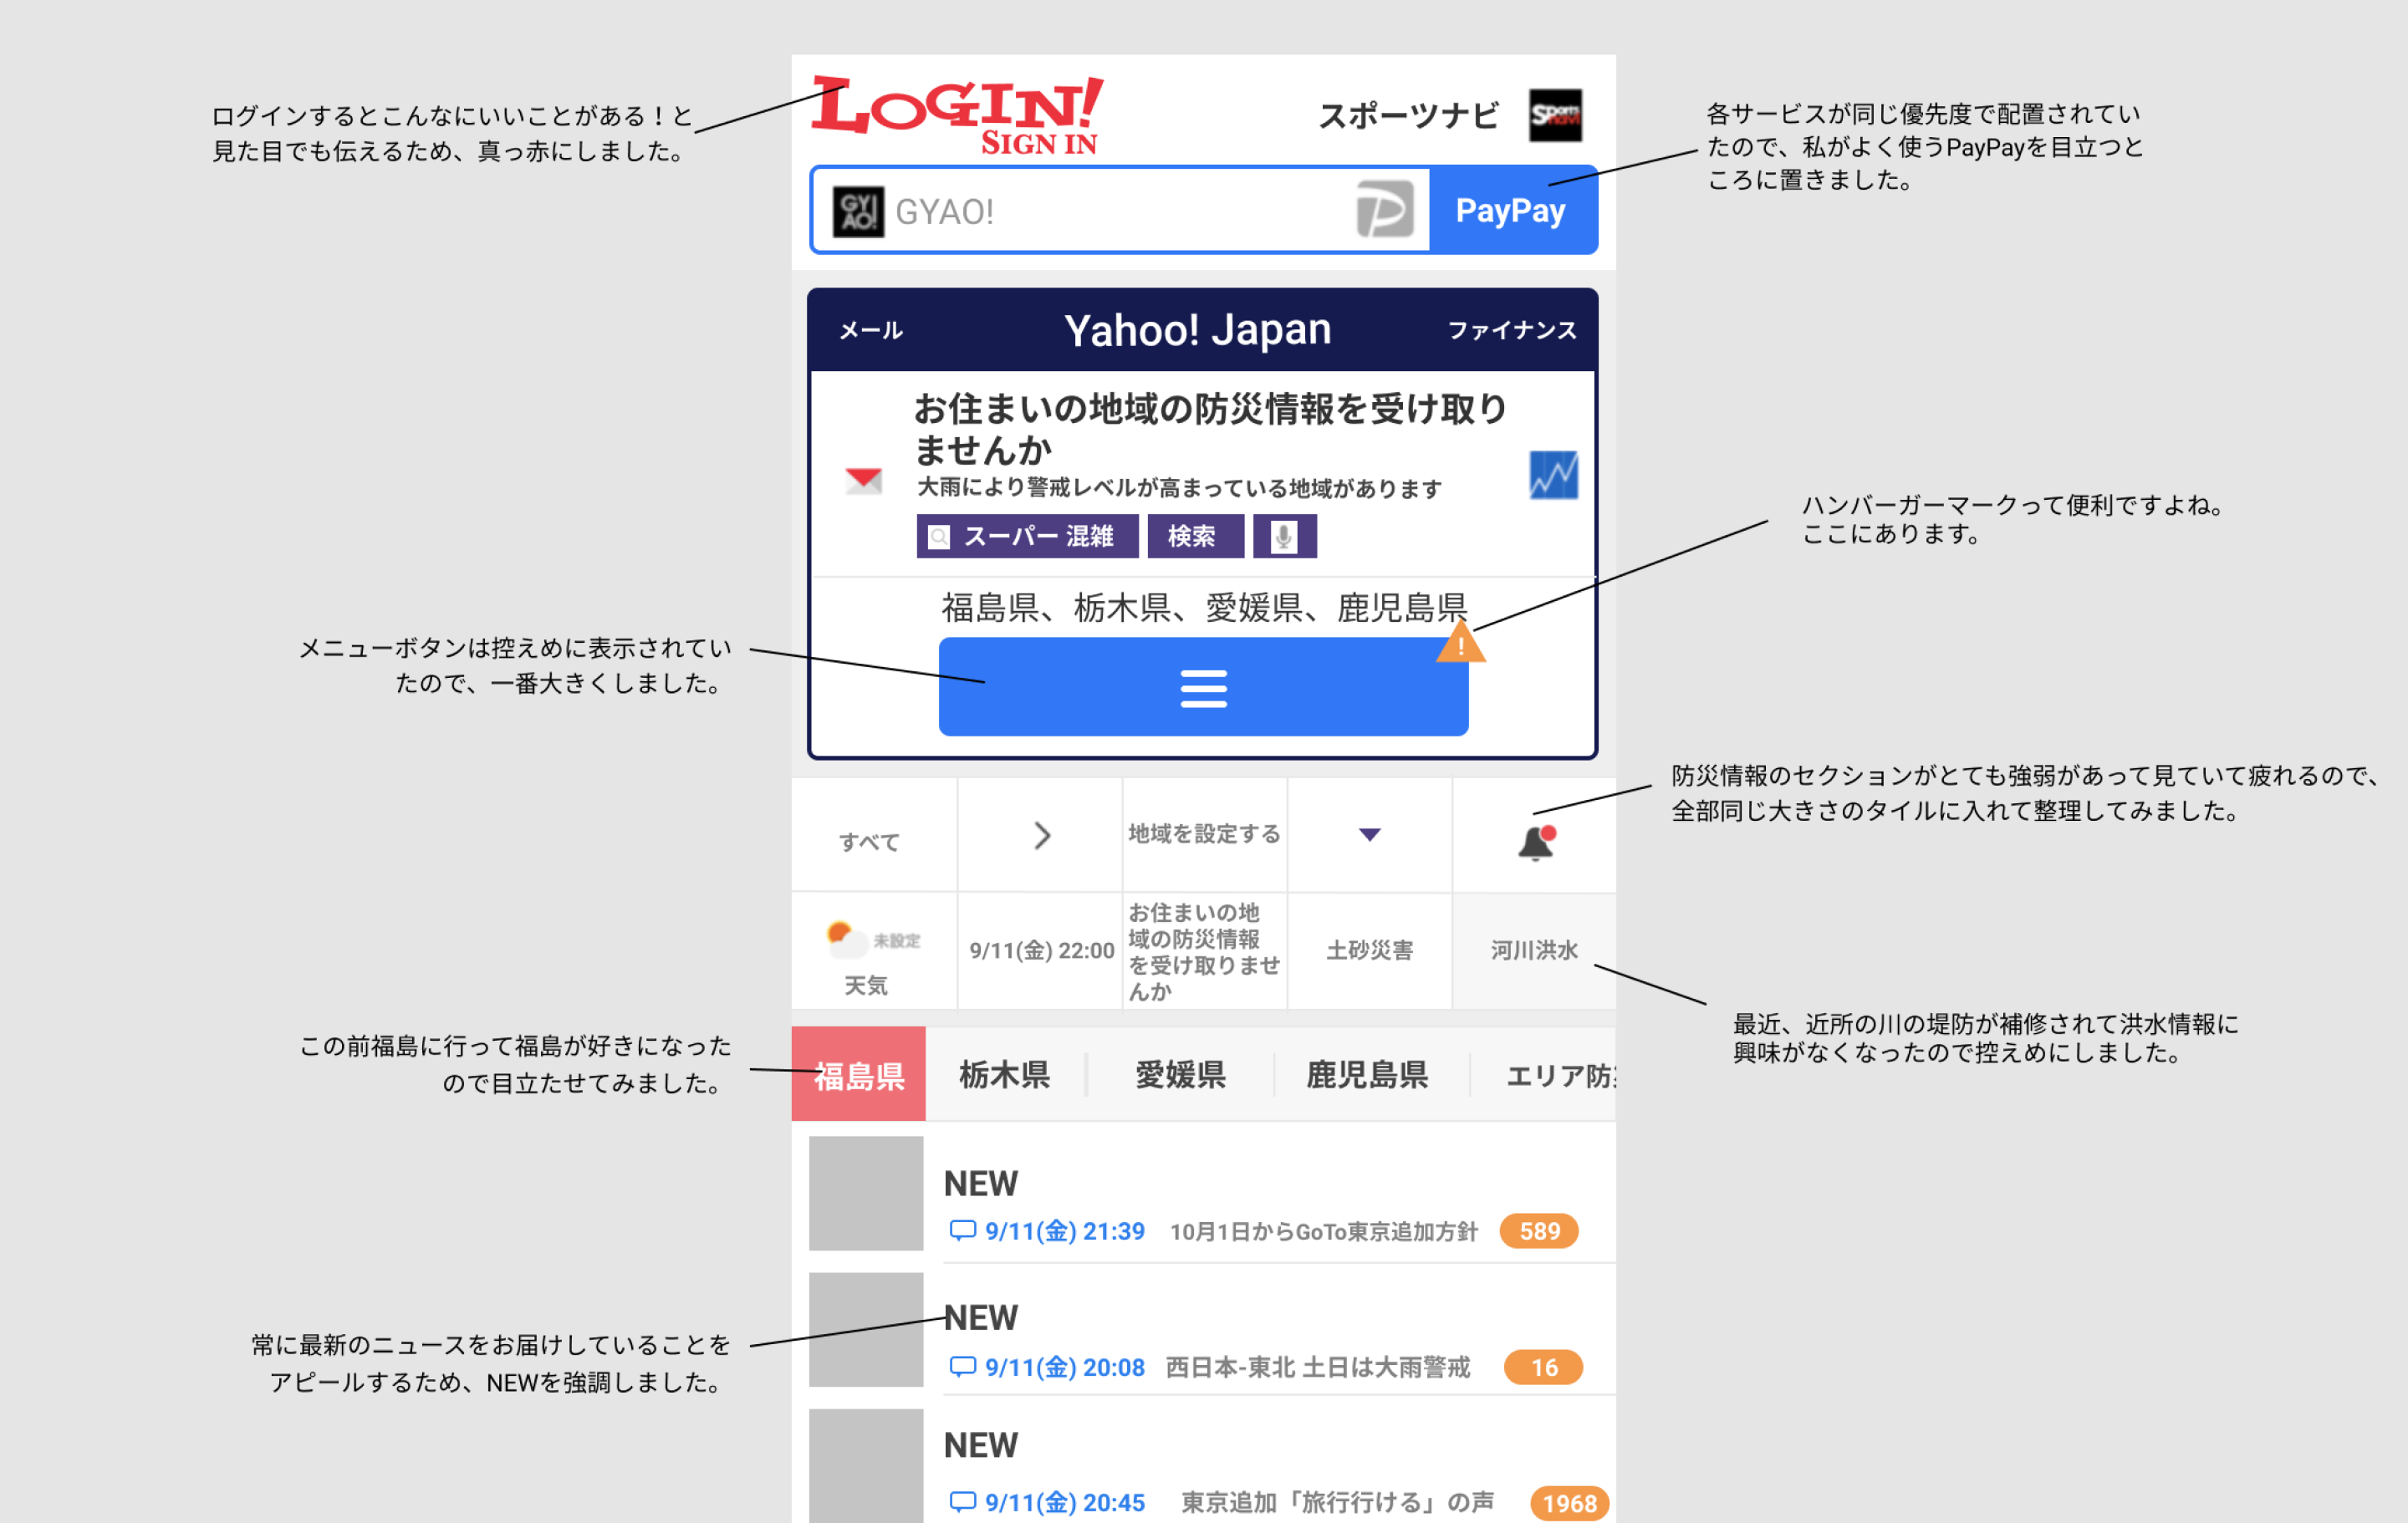 ログインするとこんなにいいことがある！と
見た目でも伝えるため、真っ赤にしました。
LOGIN!
SIGN IN
スポーツナビ
Sports navi
各サービスが同じ優先度で配置されてい
たので、私がよく使うPayPayを目立つと
ころに置きました。
GYAO! GYAO!
PayPay
メール
Yahoo! Japan
ファイナンス
お住まいの地域の防災情報を受け取り
ませんか
大雨により警戒レベルが高まっている地域があります
スーパー 混雑
検索
ハンバーガーマークって便利ですよね。
ここにあります。
福島県、栃木県、愛媛県、鹿児島県
!
メニューボタンは控えめに表示されてい
たので、一番大きくしました。
防災情報のセクションがとても強弱があって見ていて疲れるので、
全部同じ大きさのタイルに入れて整理してみました。
すべて
地域を設定する
未設定
天気
9/11(金) 22:00
お住まいの地
域の防災情報
を受け取りませ
んか
土砂災害
河川洪水
最近、近所の川の堤防が補修されて洪水情報に
興味がなくなったので控えめにしました。
この前福島に行って福島が好きになった
ので目立たせてみました。
福島県
栃木県
愛媛県
鹿児島県
エリア防
NEW
9/11(金) 21:39 10月1日からGoTo東京追加方針 589
NEW
9/11(金) 20:08 西日本-東北 土日は大雨警戒 16
常に最新のニュースをお届けしていることを
アピールするため、NEWを強調しました。
NEW
9/11(金) 20:45 東京追加「旅行行ける」の声 1968